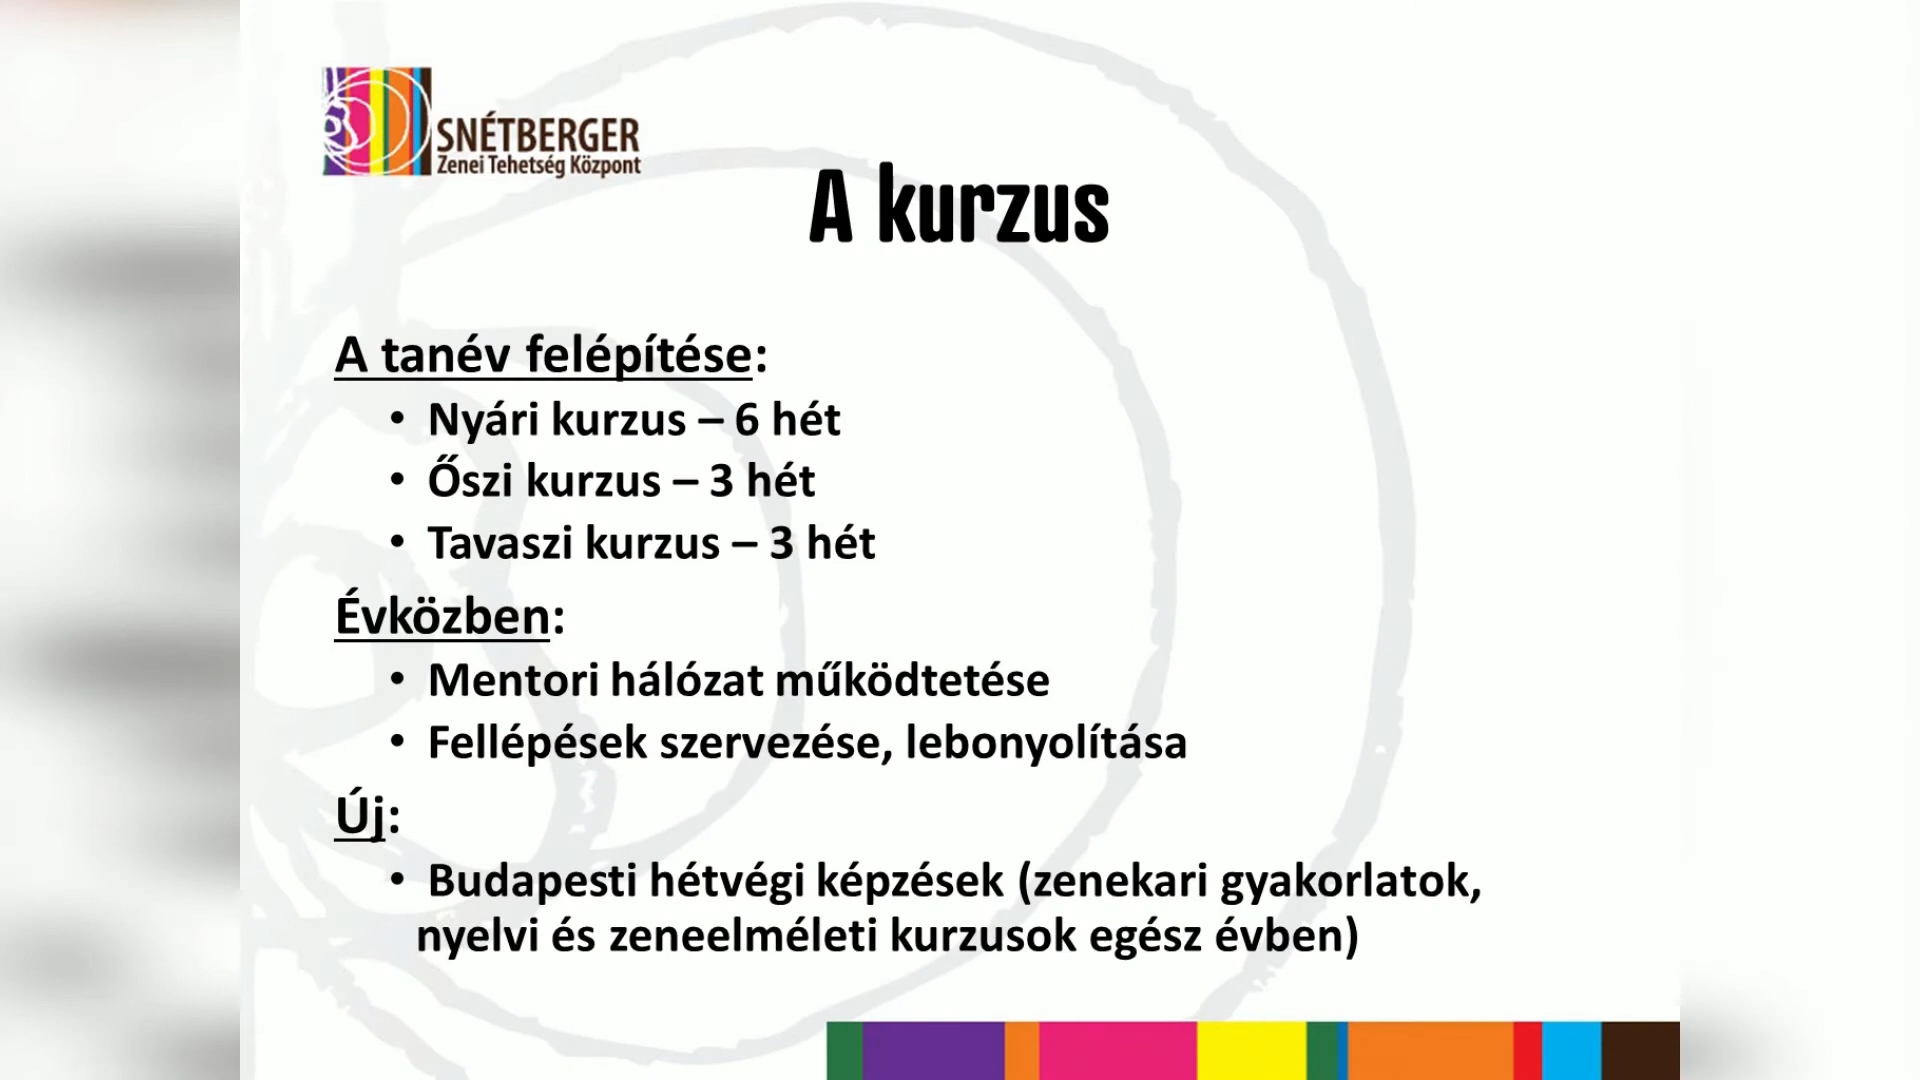 SNÉTBERGER
Zenei Tehetség Központ
A kurzus
A tanév felépítése:
• Nyári kurzus – 6 hét
• Őszi kurzus – 3 hét
• Tavaszi kurzus – 3 hét
Évközben:
• Mentori hálózat működtetése
• Fellépések szervezése, lebonyolítása
Új:
• Budapesti hétvégi képzések (zenekari gyakorlatok,
nyelvi és zeneelméleti kurzusok egész évben)